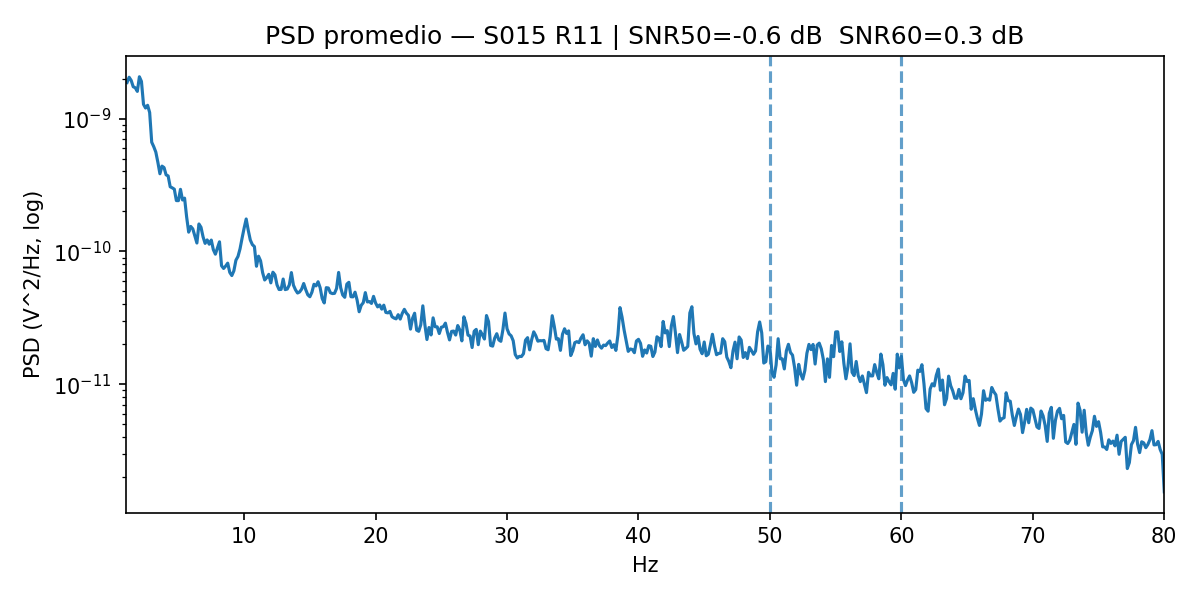 PSD promedio — S015 R11 | SNR50=-0.6 dB  SNR60=0.3 dB
PSD (V^2/Hz, log)
10⁻⁹
10⁻¹⁰
10⁻¹¹
10 20 30 40 50 60 70 80
Hz